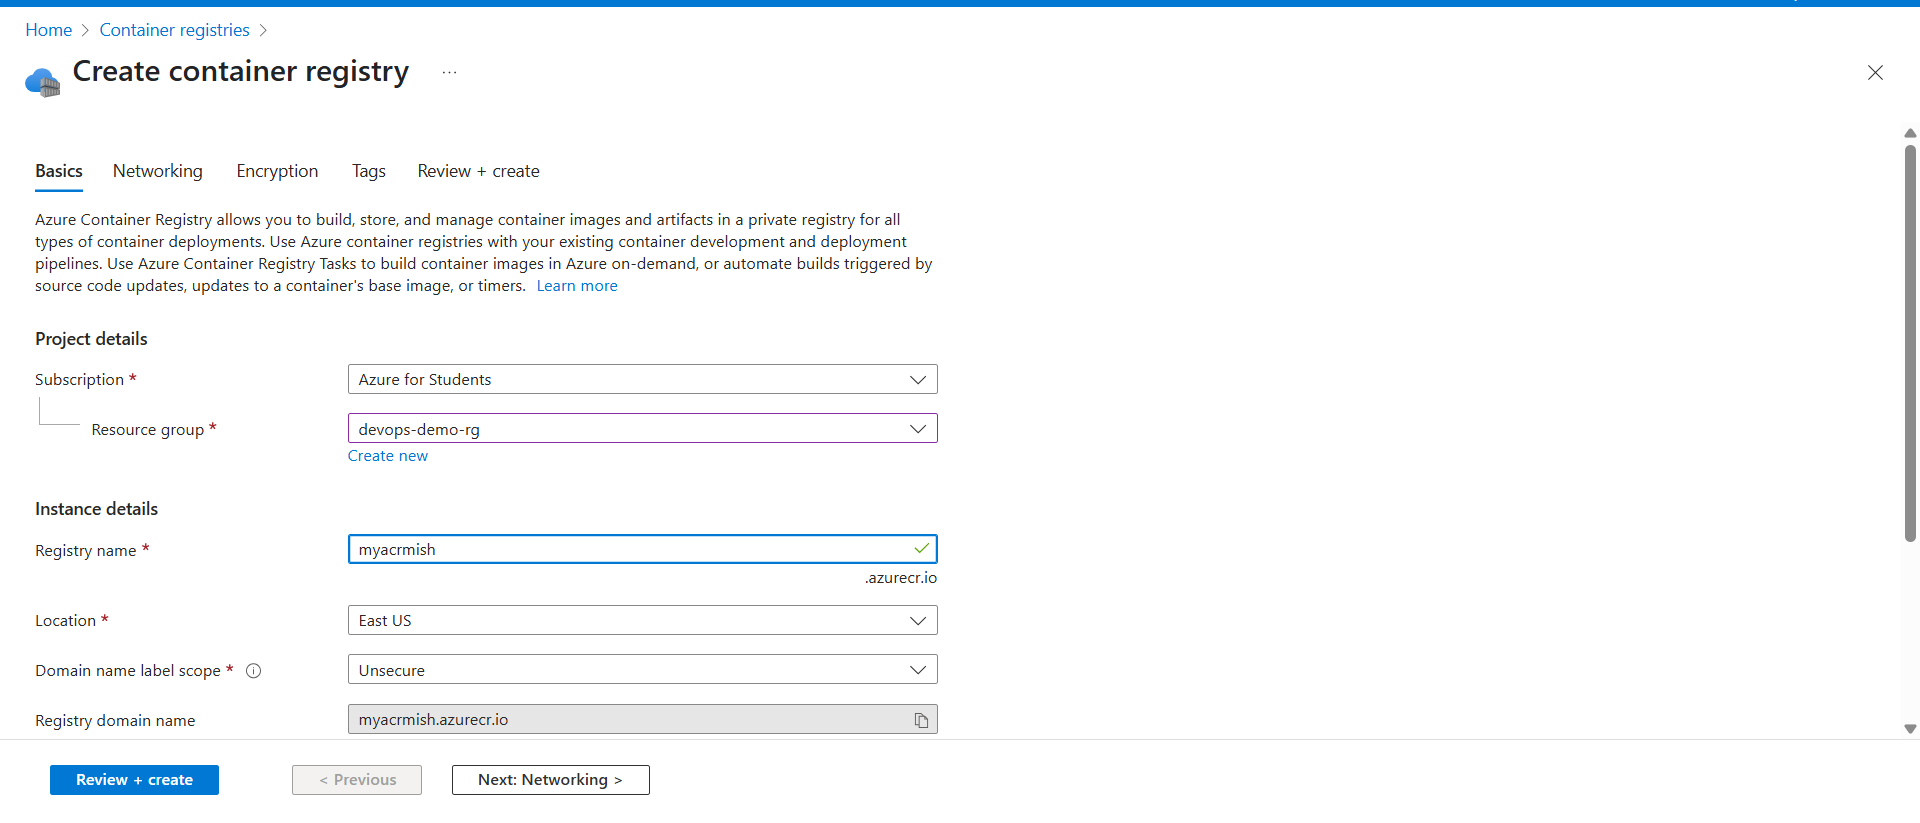 Home > Container registries >
Create container registry ...
Basics Networking Encryption Tags Review + create
Azure Container Registry allows you to build, store, and manage container images and artifacts in a private registry for all
types of container deployments. Use Azure container registries with your existing container development and deployment
pipelines. Use Azure Container Registry Tasks to build container images in Azure on-demand, or automate builds triggered by
source code updates, updates to a container's base image, or timers. Learn more
Project details
Subscription * Azure for Students
Resource group * devops-demo-rg
Create new
Instance details
Registry name * myacrmish
.azurecr.io
Location * East US
Domain name label scope * Unsecure
Registry domain name myacrmish.azurecr.io
Review + create < Previous Next: Networking >